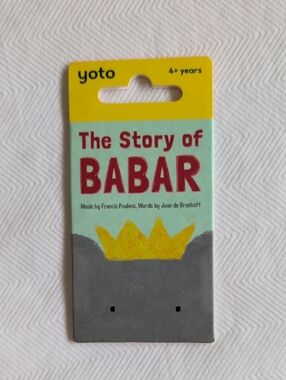 yoto
4+ years
The Story of
BABAR
Music by Francis Poulenc, Words by Jean de Brunhoff